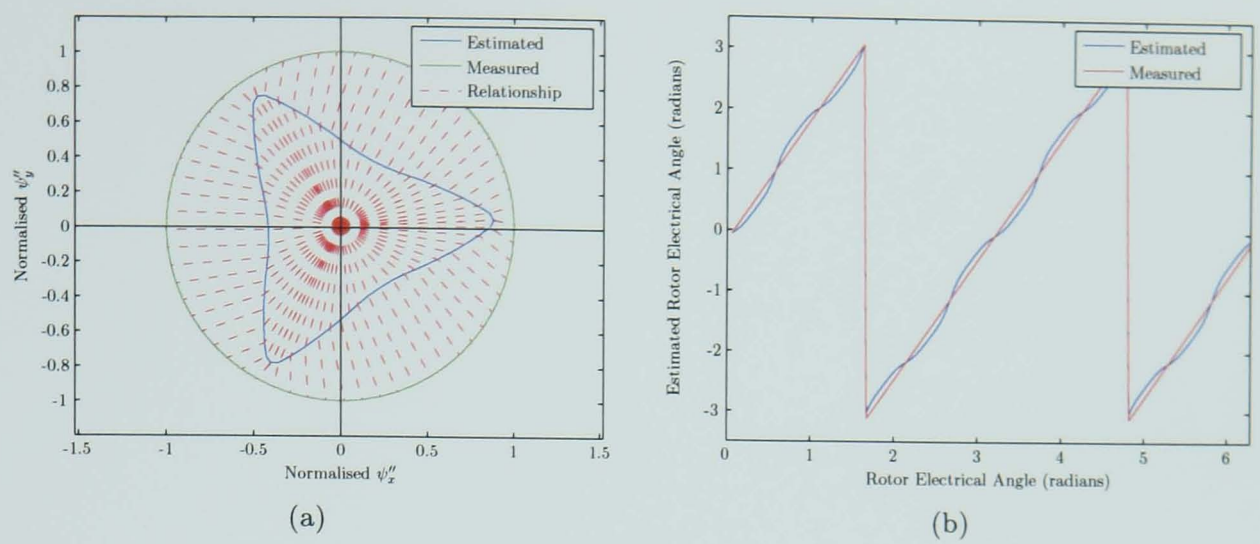 Estimated
Measured
Relationship
1
0.8
0.6
0.4
0.2
0
-0.2
-0.4
-0.6
-0.8
-1
Normalised ψ″y
-1.5 -1 -0.5 0 0.5 1 1.5
Normalised ψ″x
(a)
Estimated
Measured
3
2
1
0
-1
-2
-3
Estimated Rotor Electrical Angle (radians)
0 1 2 3 4 5 6
Rotor Electrical Angle (radians)
(b)